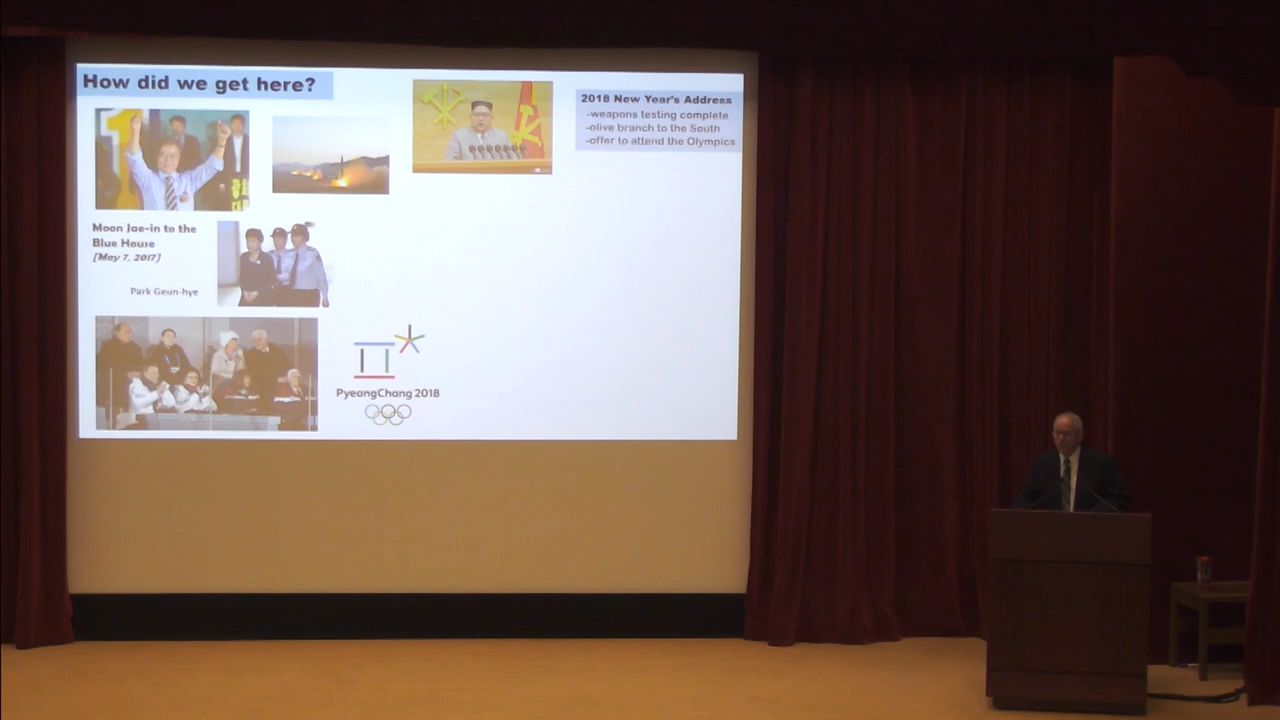 How did we get here?
1
2018 New Year's Address
-weapons testing complete
-olive branch to the South
-offer to attend the Olympics
Moon Jae-in to the
Blue House
[May 7, 2017]
Park Geun-hye
PyeongChang 2018